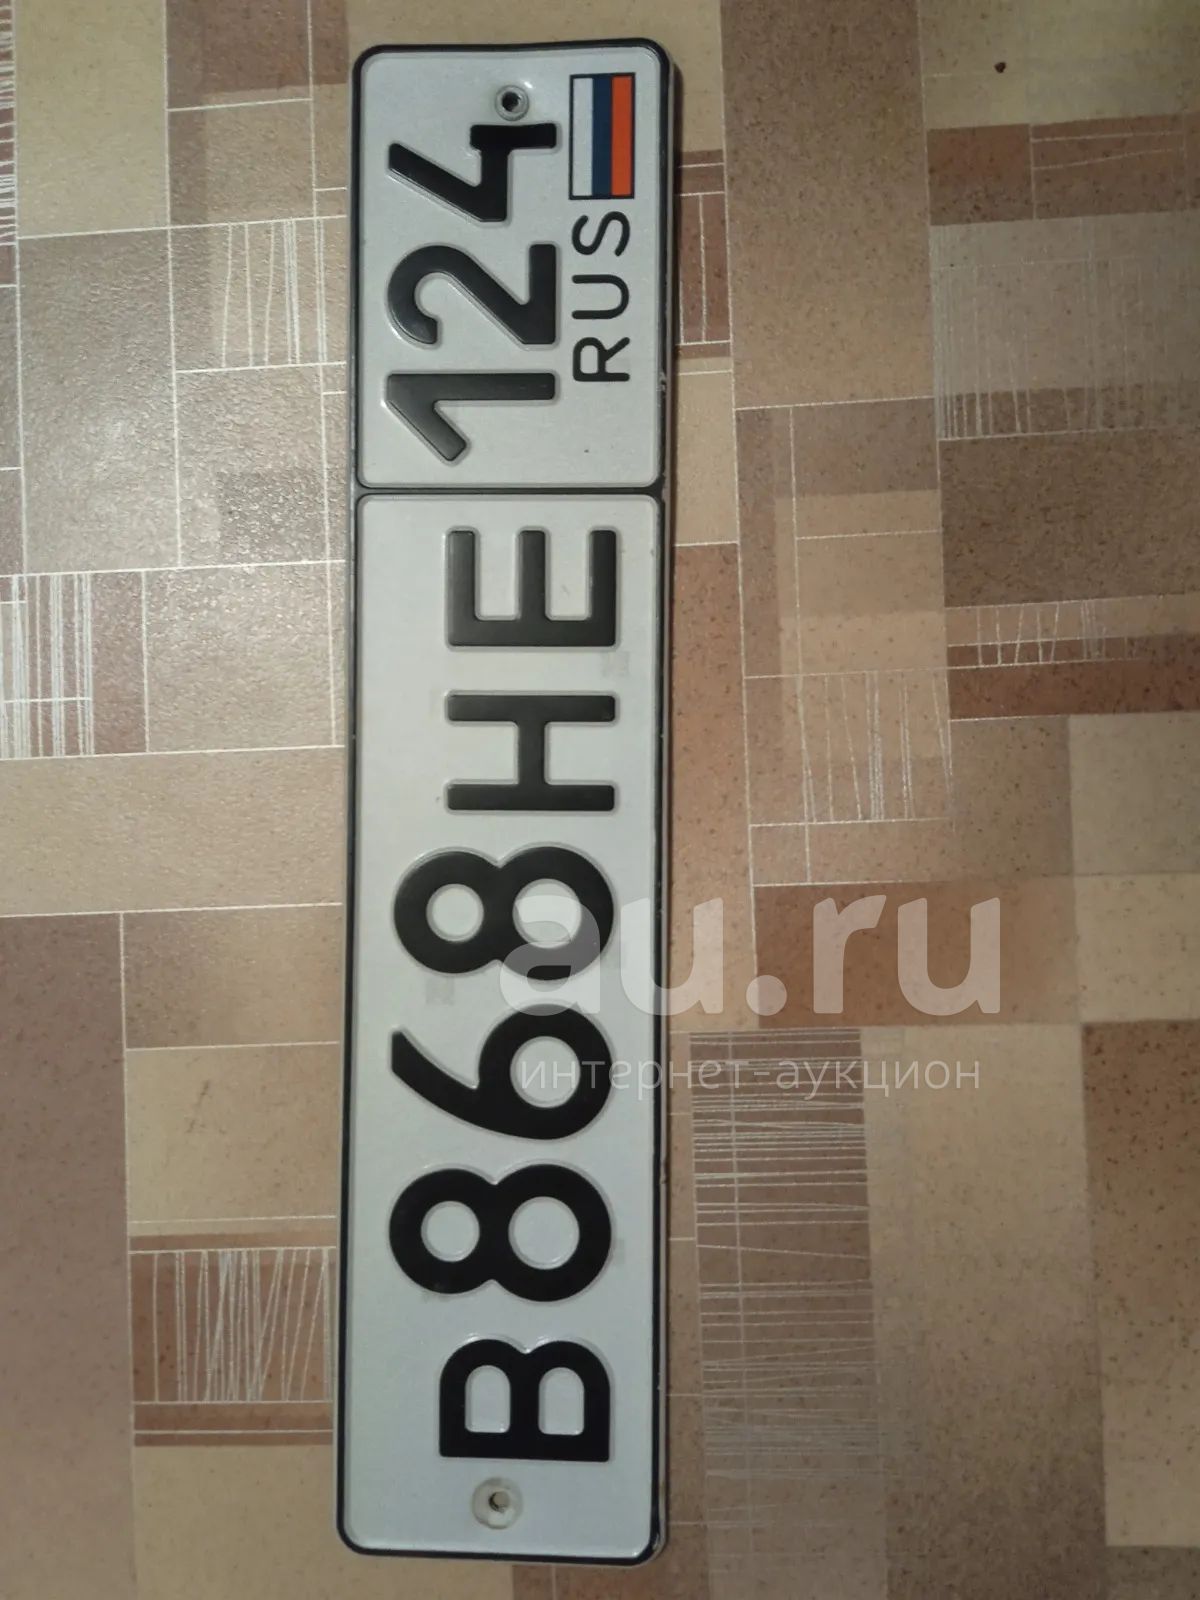 В868НЕ
124
RUS
au.ru
интернет-аукцион